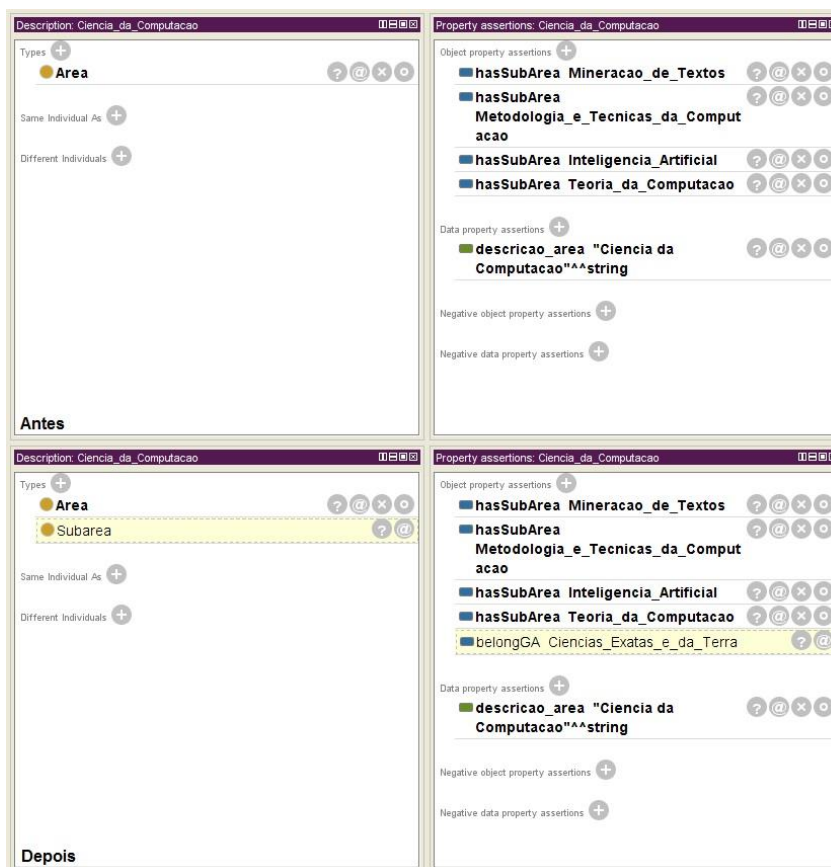 Description: Ciencia_da_Computacao
Types
Area
Same Individual As
Different Individuals
Antes
Property assertions: Ciencia_da_Computacao
Object property assertions
hasSubArea Mineracao_de_Textos
hasSubArea
Metodologia_e_Tecnicas_da_Comput
acao
hasSubArea Inteligencia_Artificial
hasSubArea Teoria_da_Computacao
Data property assertions
descricao_area "Ciencia da
Computacao"^^string
Negative object property assertions
Negative data property assertions
Description: Ciencia_da_Computacao
Types
Area
Subarea
Same Individual As
Different Individuals
Depois
Property assertions: Ciencia_da_Computacao
Object property assertions
hasSubArea Mineracao_de_Textos
hasSubArea
Metodologia_e_Tecnicas_da_Comput
acao
hasSubArea Inteligencia_Artificial
hasSubArea Teoria_da_Computacao
belongGA Ciencias_Exatas_e_da_Terra
Data property assertions
descricao_area "Ciencia da
Computacao"^^string
Negative object property assertions
Negative data property assertions